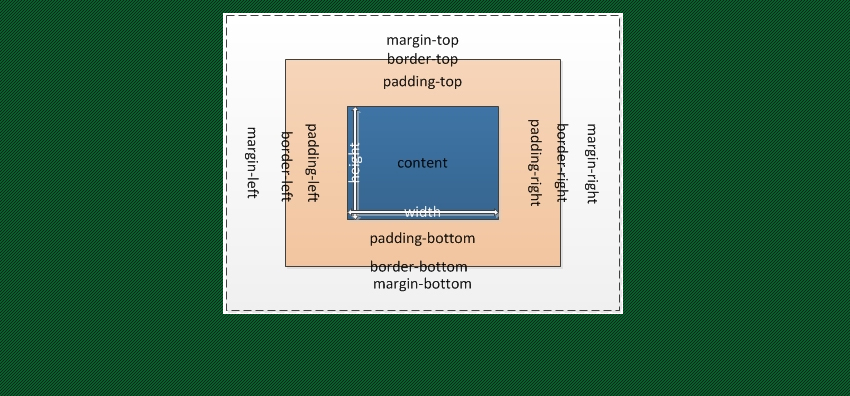 margin-top
border-top
padding-top
margin-left
border-left
padding-left
height
content
width
padding-right
border-right
margin-right
padding-bottom
border-bottom
margin-bottom